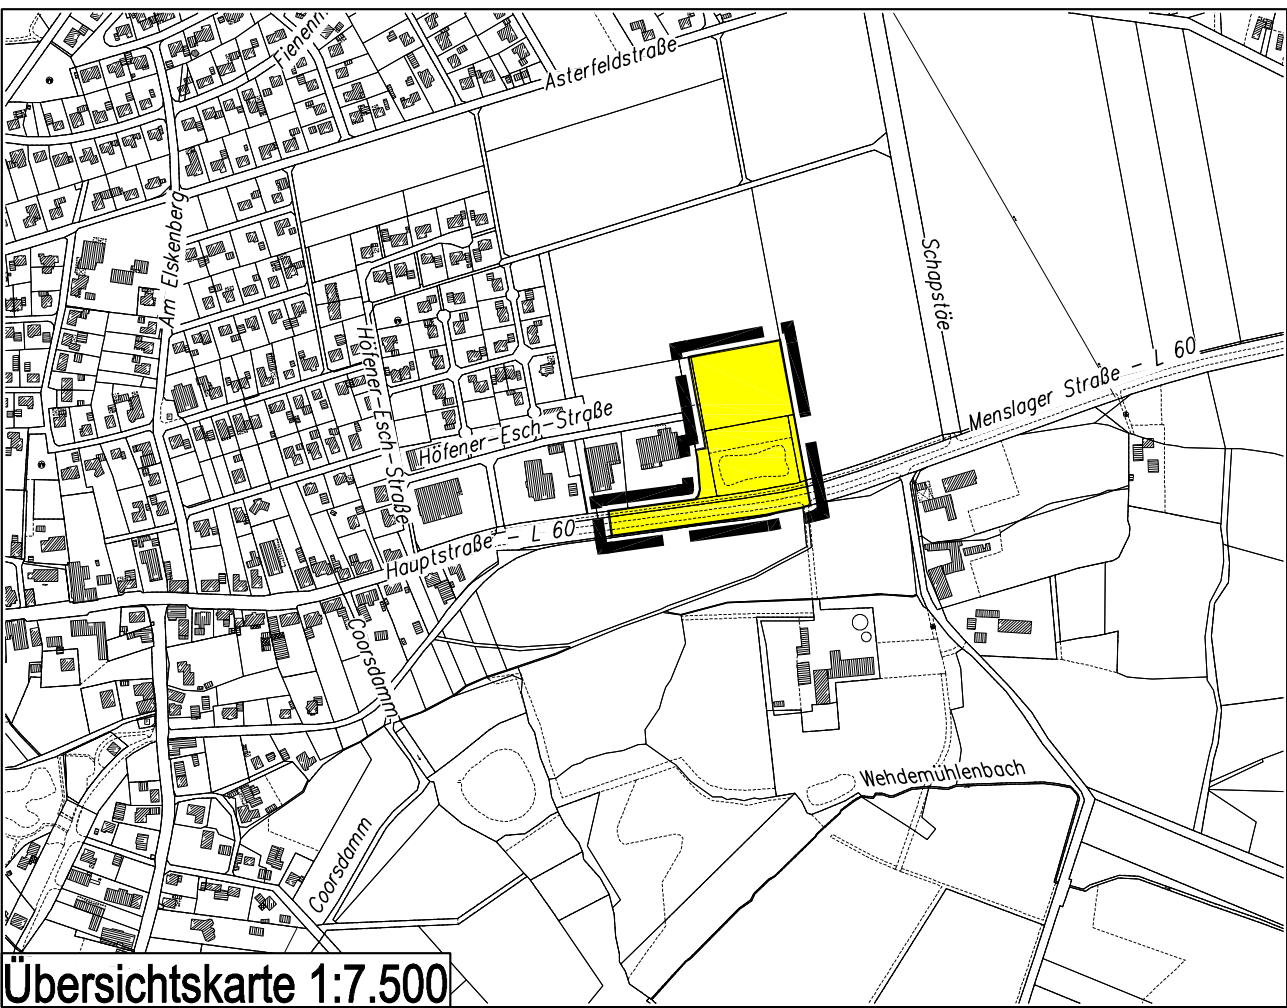 Fienenn
Asterfeldstraße
Am Elskenberg
Schapstöe
Höfener-Esch-Straße
Menslager Straße - L 60
Höfener-Esch-Straße
Hauptstraße - L 60
Coorsdamm
Wehdemühlenbach
Coorsdamm
Übersichtskarte 1:7.500